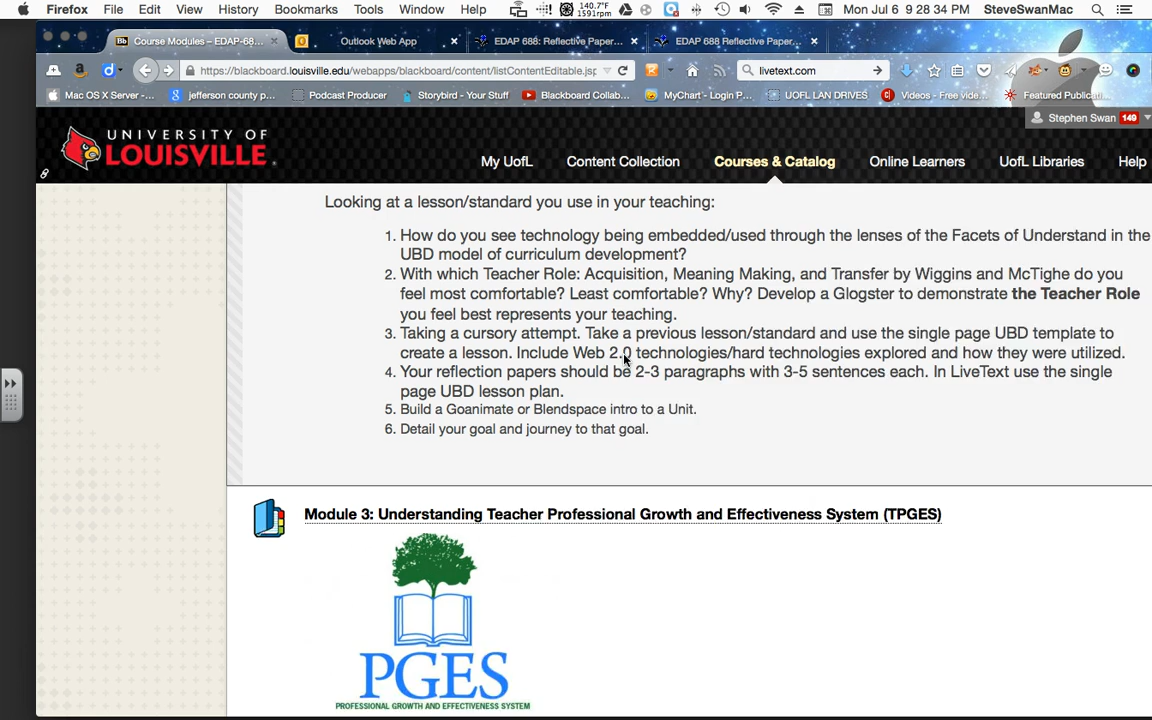 Firefox File Edit View History Bookmarks Tools Window Help 140.7°F 1591rpm Mon Jul 6 9:28:34 PM SteveSwanMac
Bb Course Modules – EDAP-68... Outlook Web App EDAP 688: Reflective Paper... EDAP 688 Reflective Paper...
https://blackboard.louisville.edu/webapps/blackboard/content/listContentEditable.jsp livetext.com
Mac OS X Server -... jefferson county p... Podcast Producer Storybird - Your Stuff Blackboard Collab... MyChart - Login P... UOFL LAN DRIVES Videos - Free vide... Featured Publicati...
Stephen Swan 149
UNIVERSITY OF
LOUISVILLE.
My UofL Content Collection Courses & Catalog Online Learners UofL Libraries Help
Looking at a lesson/standard you use in your teaching:
1. How do you see technology being embedded/used through the lenses of the Facets of Understand in the
UBD model of curriculum development?
2. With which Teacher Role: Acquisition, Meaning Making, and Transfer by Wiggins and McTighe do you
feel most comfortable? Least comfortable? Why? Develop a Glogster to demonstrate the Teacher Role
you feel best represents your teaching.
3. Taking a cursory attempt. Take a previous lesson/standard and use the single page UBD template to
create a lesson. Include Web 2.0 technologies/hard technologies explored and how they were utilized.
4. Your reflection papers should be 2-3 paragraphs with 3-5 sentences each. In LiveText use the single
page UBD lesson plan.
5. Build a Goanimate or Blendspace intro to a Unit.
6. Detail your goal and journey to that goal.
Module 3: Understanding Teacher Professional Growth and Effectiveness System (TPGES)
PGES
PROFESSIONAL GROWTH AND EFFECTIVENESS SYSTEM